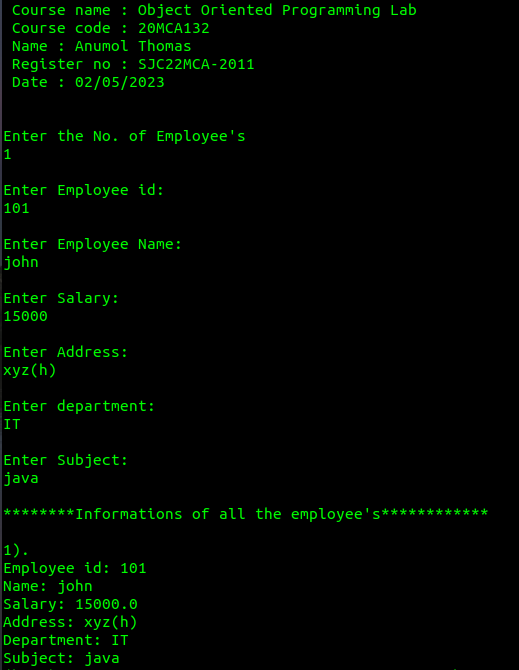 Course name : Object Oriented Programming Lab
Course code : 20MCA132
Name : Anumol Thomas
Register no : SJC22MCA-2011
Date : 02/05/2023
Enter the No. of Employee's
1
Enter Employee id:
101
Enter Employee Name:
john
Enter Salary:
15000
Enter Address:
xyz(h)
Enter department:
IT
Enter Subject:
java
********Informations of all the employee's************
1).
Employee id: 101
Name: john
Salary: 15000.0
Address: xyz(h)
Department: IT
Subject: java